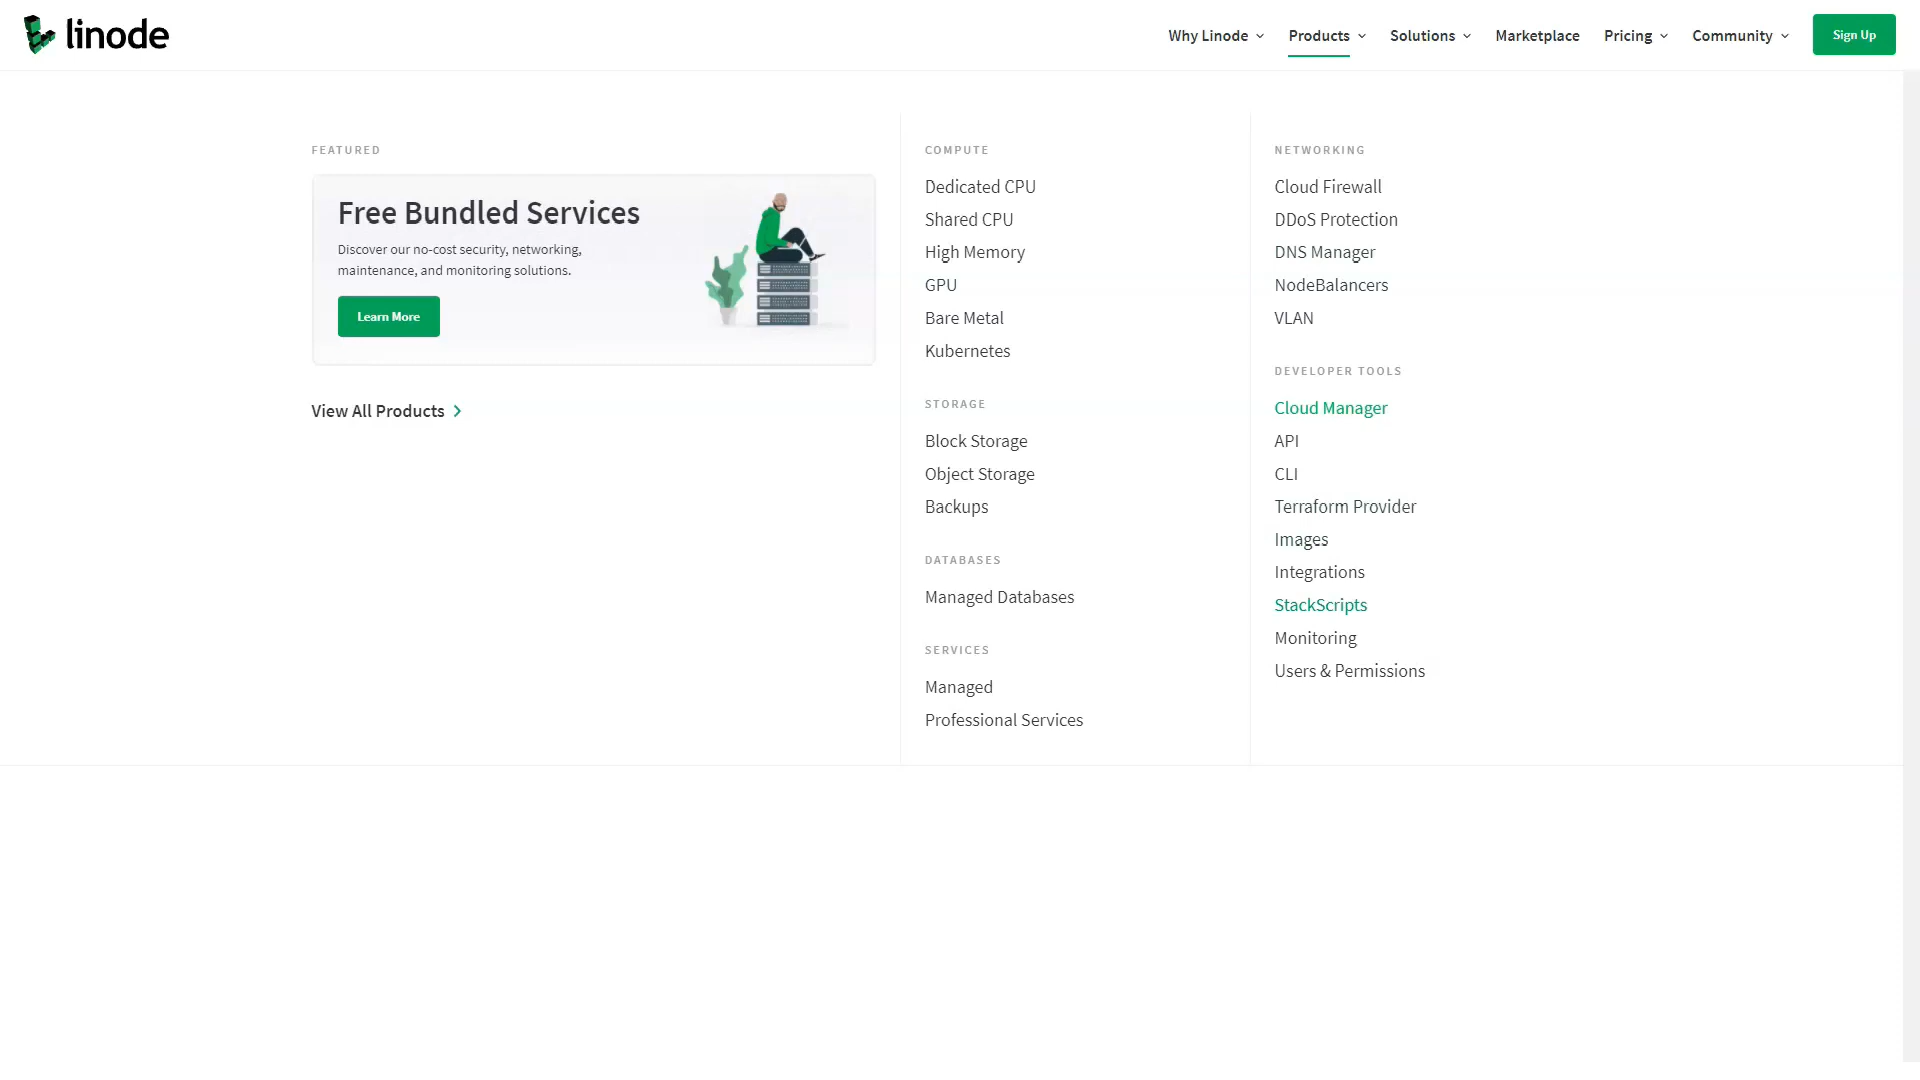 linode
Why Linode
Products
Solutions
Marketplace
Pricing
Community
Sign Up
FEATURED
Free Bundled Services
Discover our no-cost security, networking,
maintenance, and monitoring solutions.
Learn More
View All Products
COMPUTE
Dedicated CPU
Shared CPU
High Memory
GPU
Bare Metal
Kubernetes
STORAGE
Block Storage
Object Storage
Backups
DATABASES
Managed Databases
SERVICES
Managed
Professional Services
NETWORKING
Cloud Firewall
DDoS Protection
DNS Manager
NodeBalancers
VLAN
DEVELOPER TOOLS
Cloud Manager
API
CLI
Terraform Provider
Images
Integrations
StackScripts
Monitoring
Users & Permissions